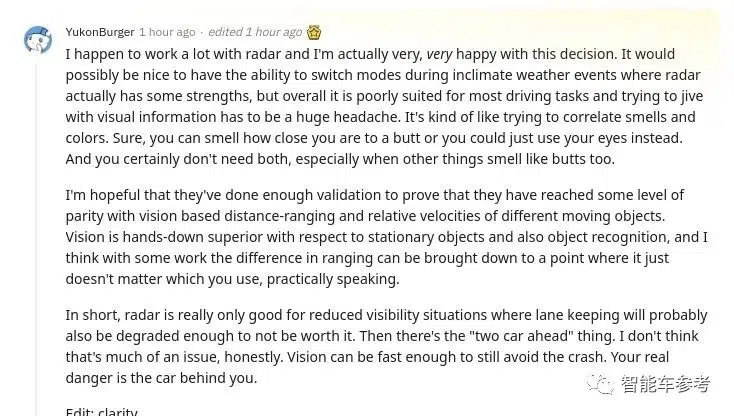 YukonBurger 1 hour ago · edited 1 hour ago
I happen to work a lot with radar and I'm actually very, very happy with this decision. It would
possibly be nice to have the ability to switch modes during inclimate weather events where radar
actually has some strengths, but overall it is poorly suited for most driving tasks and trying to jive
with visual information has to be a huge headache. It's kind of like trying to correlate smells and
colors. Sure, you can smell how close you are to a butt or you could just use your eyes instead.
And you certainly don't need both, especially when other things smell like butts too.
I'm hopeful that they've done enough validation to prove that they have reached some level of
parity with vision based distance-ranging and relative velocities of different moving objects.
Vision is hands-down superior with respect to stationary objects and also object recognition, and I
think with some work the difference in ranging can be brought down to a point where it just
doesn't matter which you use, practically speaking.
In short, radar is really only good for reduced visibility situations where lane keeping will probably
also be degraded enough to not be worth it. Then there's the "two car ahead" thing. I don't think
that's much of an issue, honestly. Vision can be fast enough to still avoid the crash. Your real
danger is the car behind you.
智能车参考
Edit: clarity